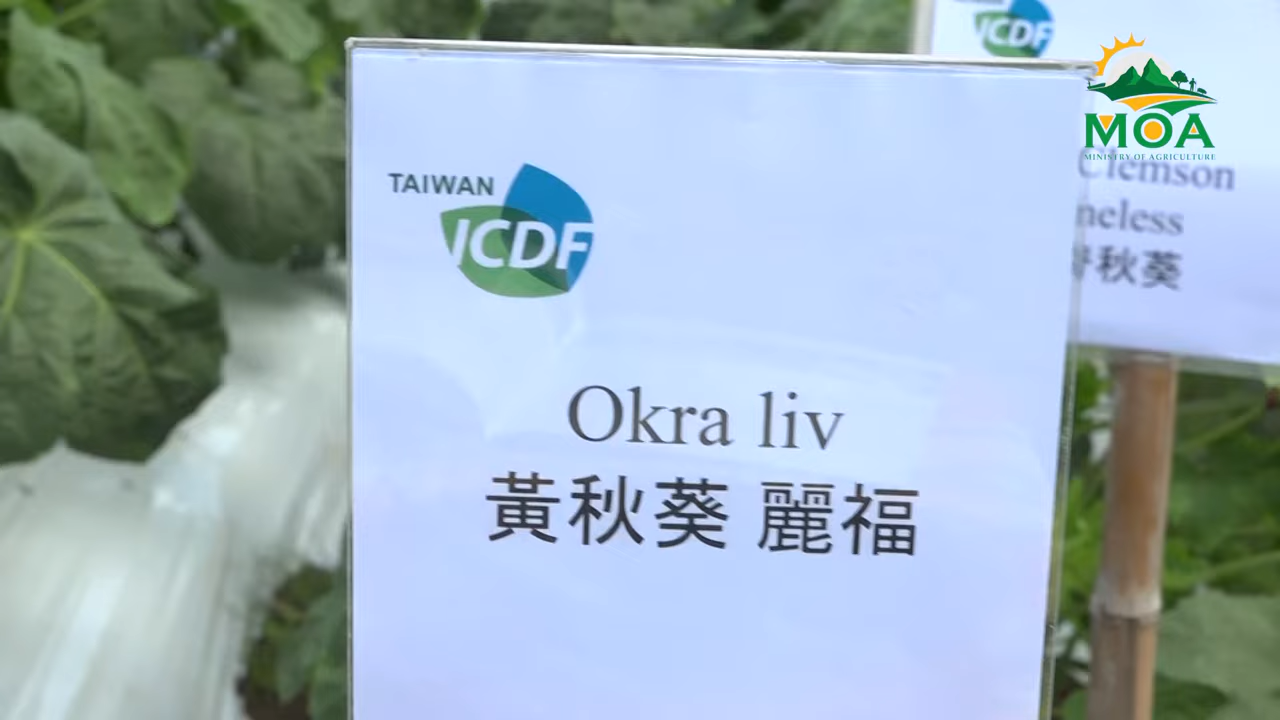 TAIWAN
ICDF
Okra liv
黃秋葵 麗福
ICDF
Clemson
neless
秋葵
MOA
MINISTRY OF AGRICULTURE